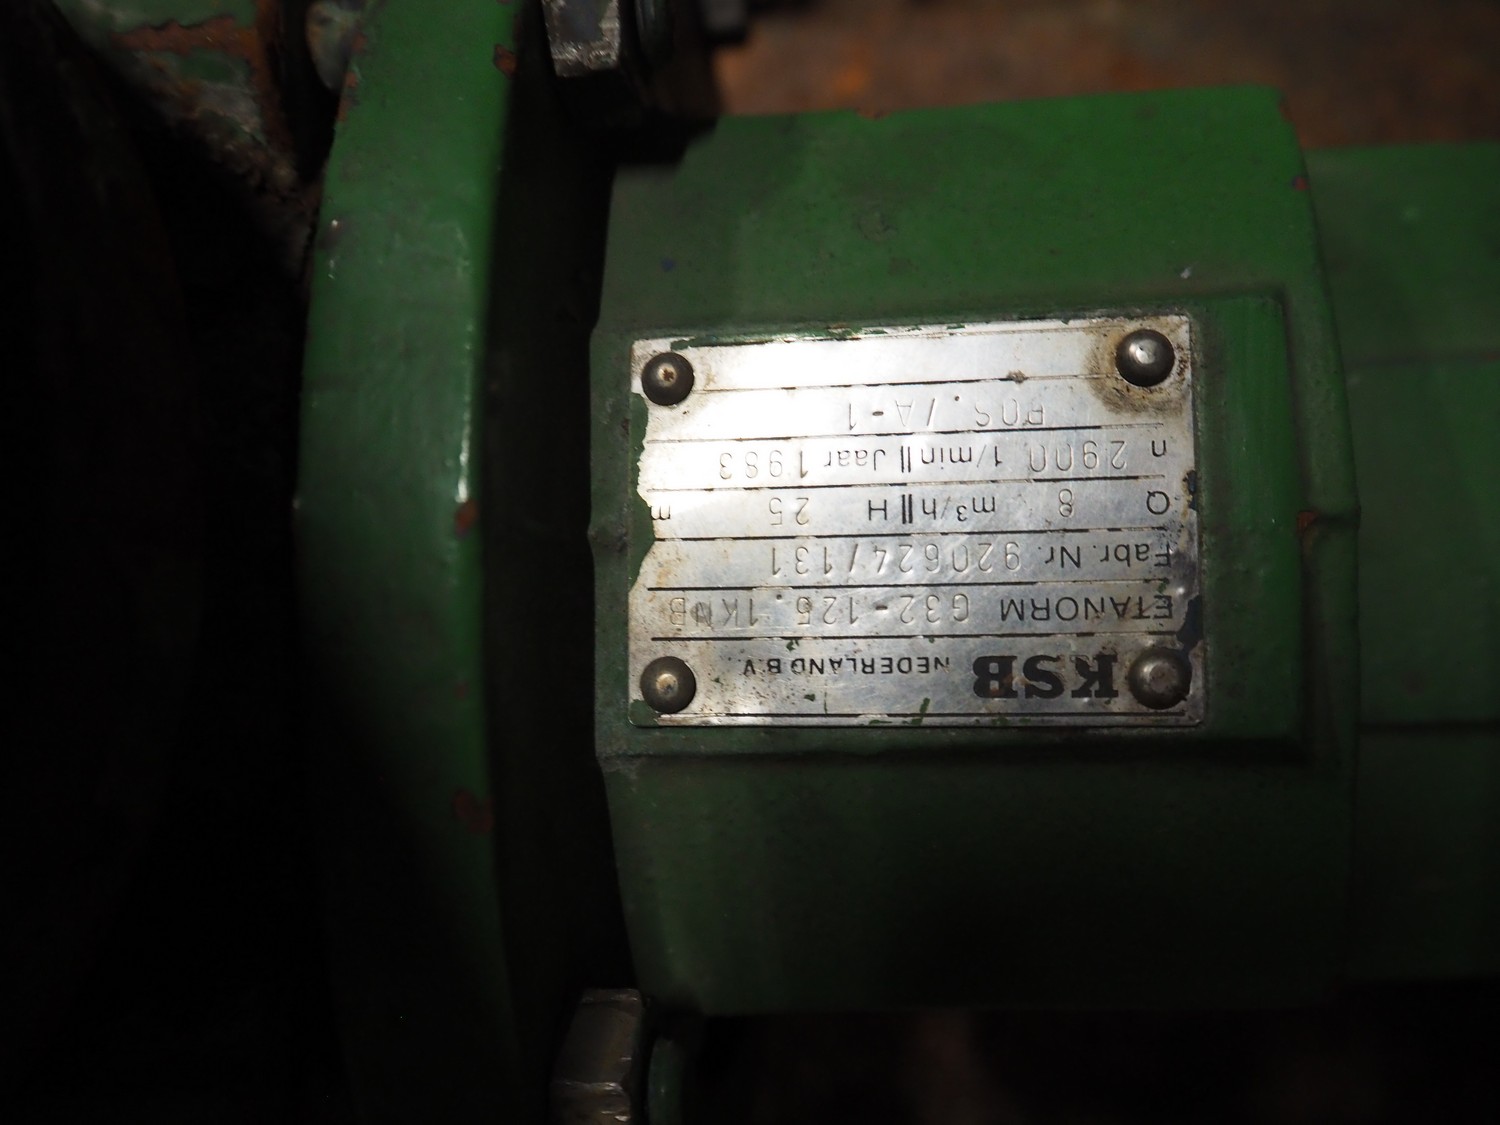 KSB NEDERLAND B.V.
ETANORM G32-125.1KNB
Fabr. Nr. 920624/131
Q 8 m³/h H 25 m
n 2900 1/min Jaar 1983
POS. /A-1